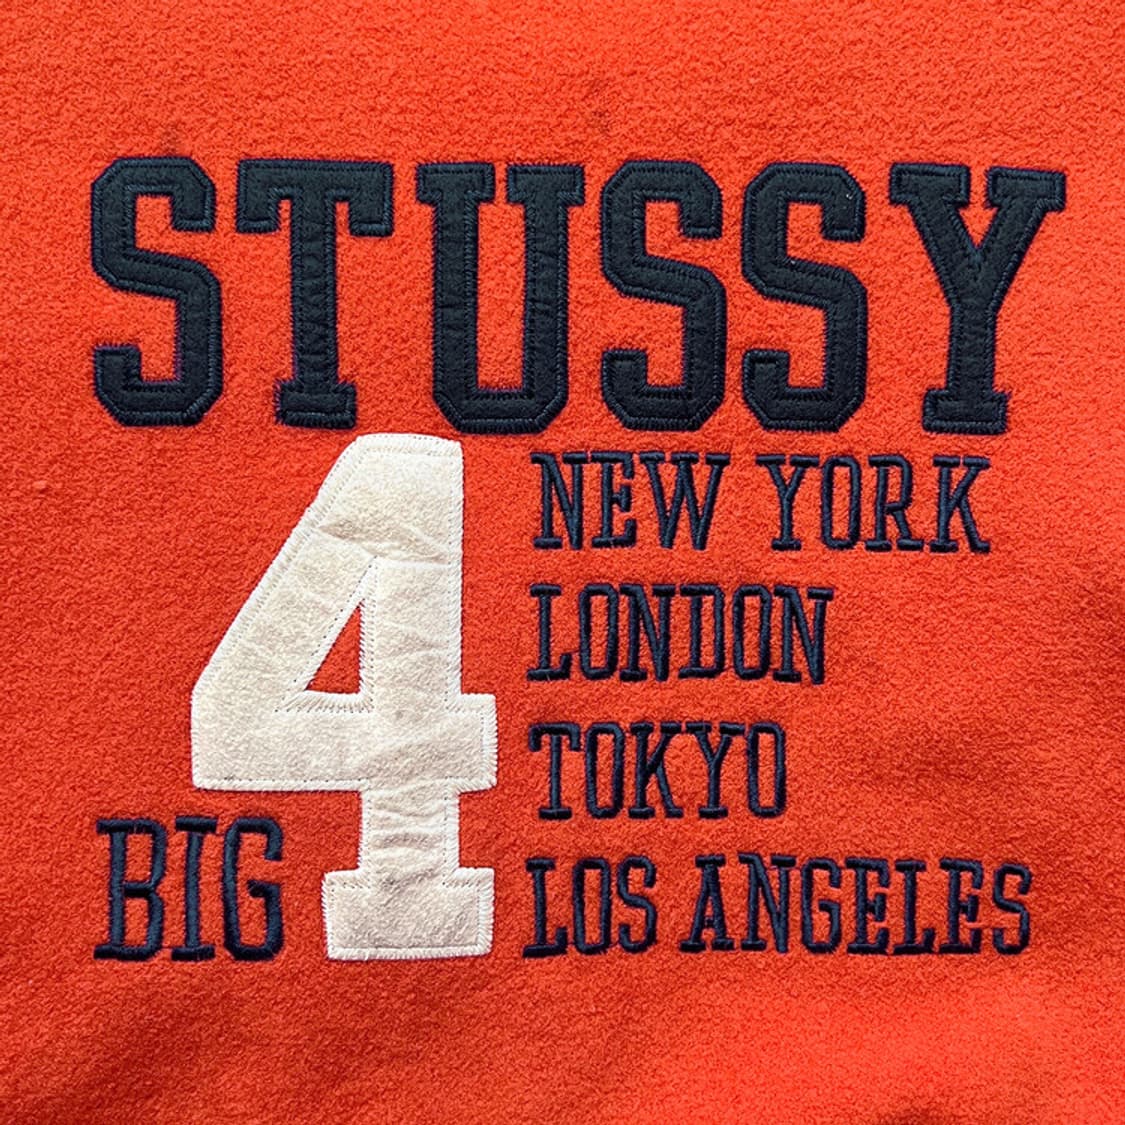 STUSSY
BIG 4
NEW YORK
LONDON
TOKYO
LOS ANGELES